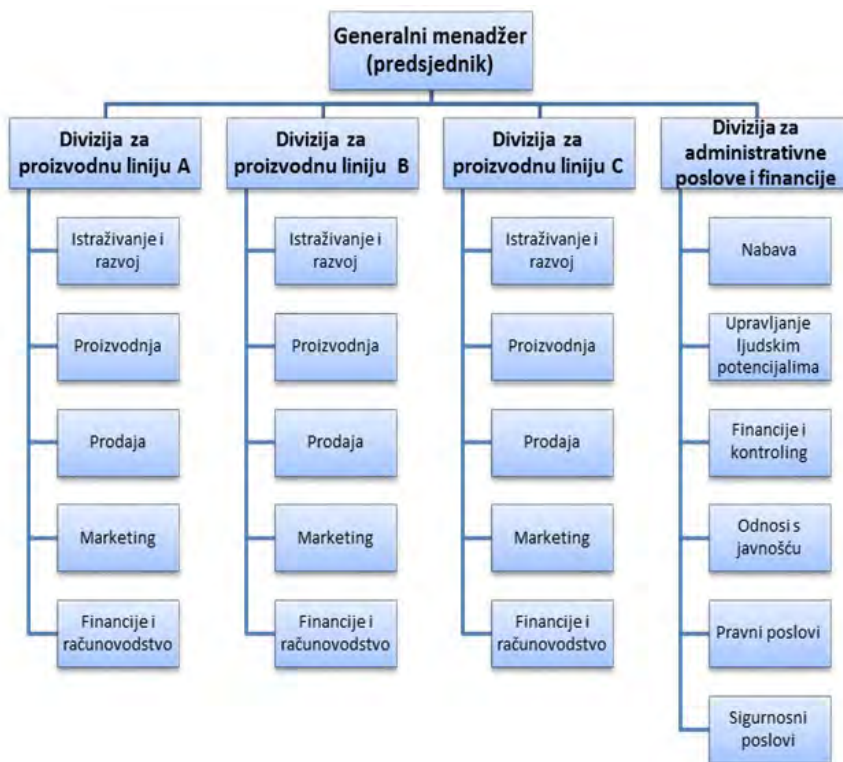 Generalni menadžer
(predsjednik)
Divizija za
proizvodnu liniju A
Istraživanje i
razvoj
Proizvodnja
Prodaja
Marketing
Financije i
računovodstvo
Divizija za
proizvodnu liniju B
Istraživanje i
razvoj
Proizvodnja
Prodaja
Marketing
Financije i
računovodstvo
Divizija za
proizvodnu liniju C
Istraživanje i
razvoj
Proizvodnja
Prodaja
Marketing
Financije i
računovodstvo
Divizija za
administrativne
poslove i financije
Nabava
Upravljanje
ljudskim
potencijalima
Financije i
kontroling
Odnosi s
javnošću
Pravni poslovi
Sigurnosni
poslovi